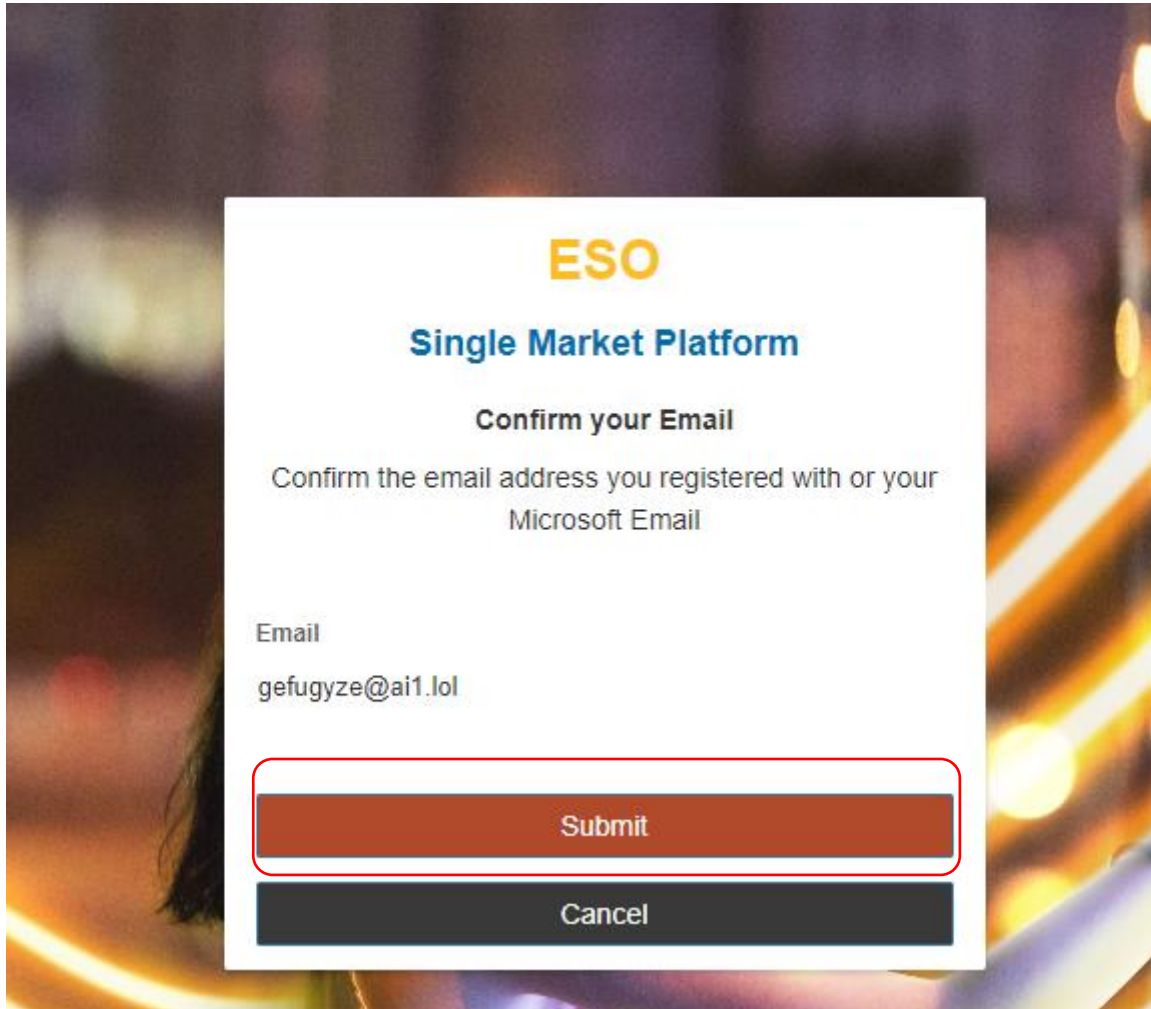 ESO
Single Market Platform
Confirm your Email
Confirm the email address you registered with or your
Microsoft Email
Email
gefugyze@ai1.lol
Submit
Cancel